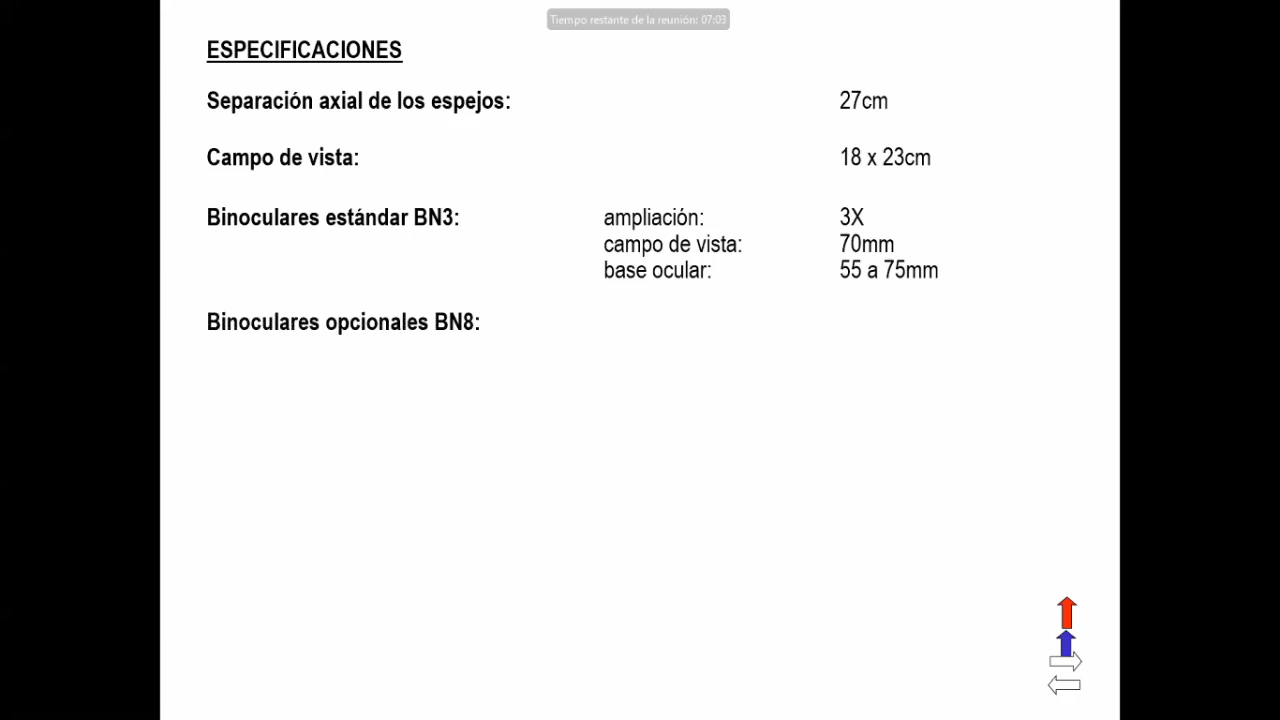 Tiempo restante de la reunión: 07:03
ESPECIFICACIONES
Separación axial de los espejos: 27cm
Campo de vista: 18 x 23cm
Binoculares estándar BN3: ampliación: 3X
campo de vista: 70mm
base ocular: 55 a 75mm
Binoculares opcionales BN8: